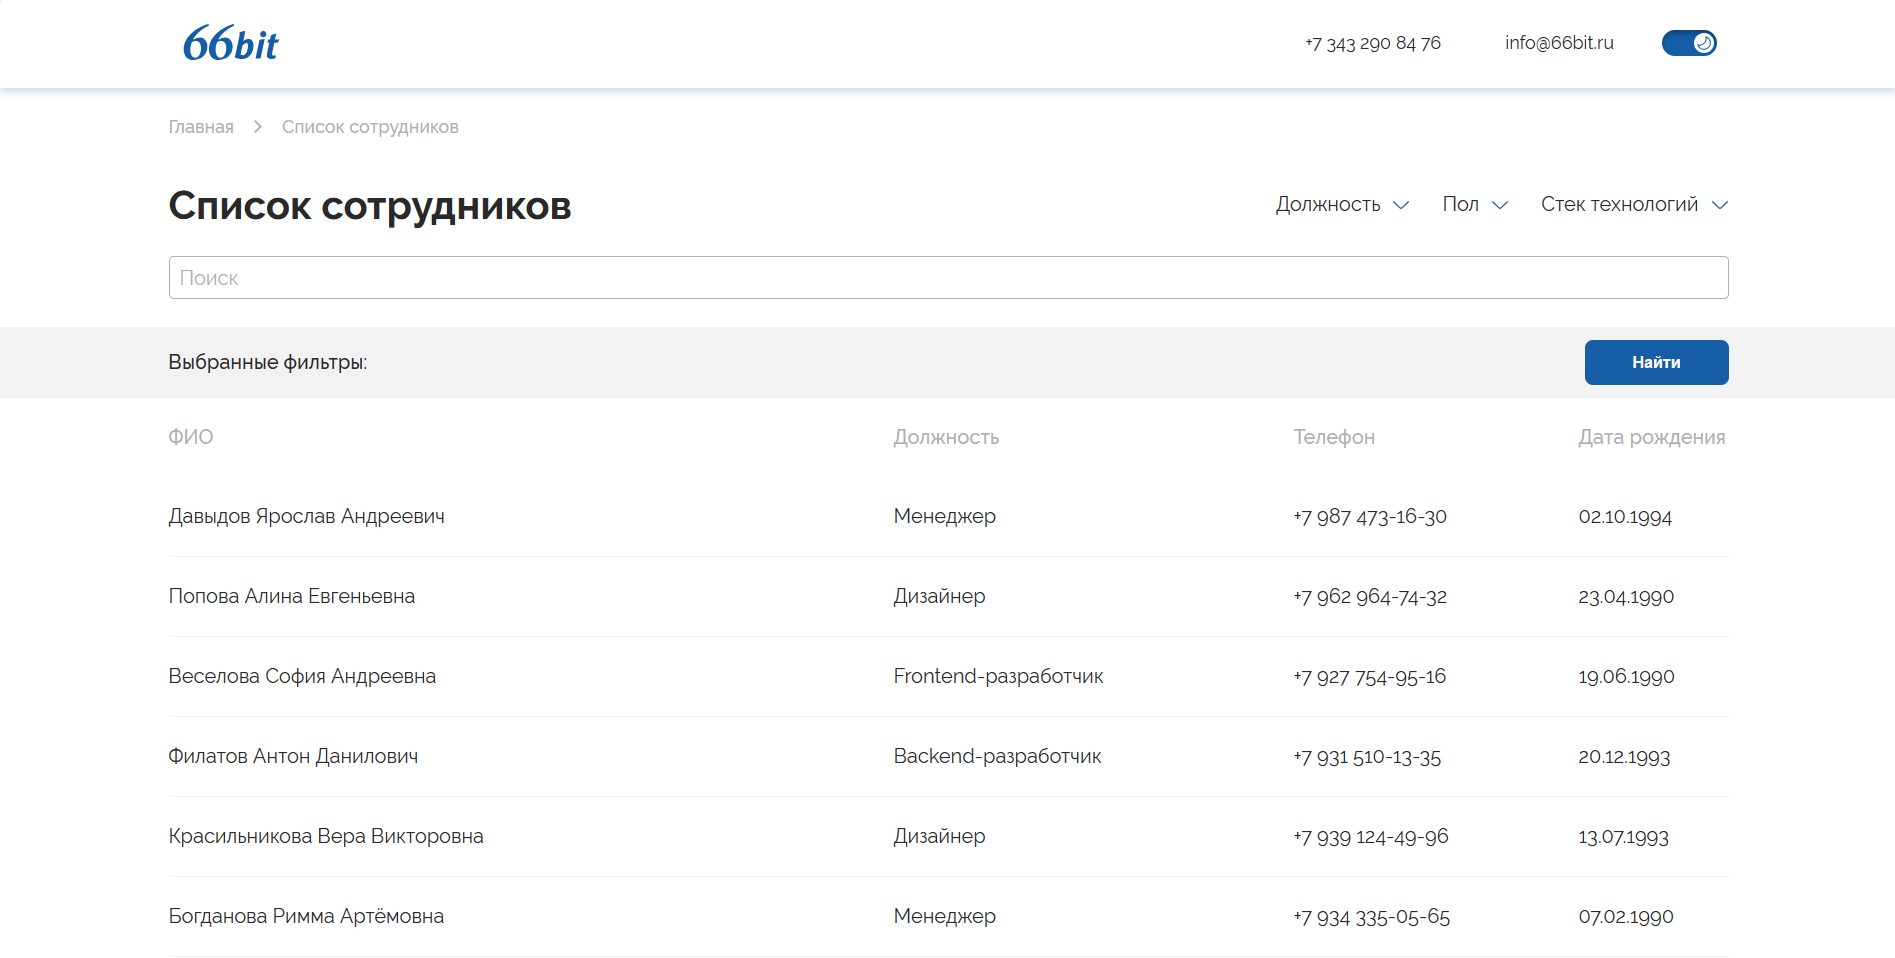 66bit +7 343 290 84 76 info@66bit.ru
Главная Список сотрудников
Список сотрудников Должность Пол Стек технологий
Поиск
Выбранные фильтры: Найти
ФИО Должность Телефон Дата рождения
Давыдов Ярослав Андреевич Менеджер +7 987 473-16-30 02.10.1994
Попова Алина Евгеньевна Дизайнер +7 962 964-74-32 23.04.1990
Веселова София Андреевна Frontend-разработчик +7 927 754-95-16 19.06.1990
Филатов Антон Данилович Backend-разработчик +7 931 510-13-35 20.12.1993
Красильникова Вера Викторовна Дизайнер +7 939 124-49-96 13.07.1993
Богданова Римма Артёмовна Менеджер +7 934 335-05-65 07.02.1990